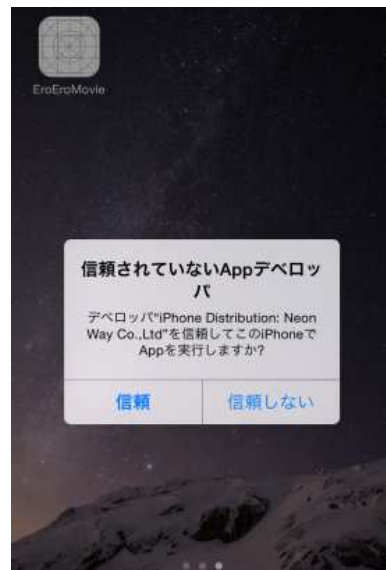 EroEroMovie
信頼されていないAppデベロッ
パ
デベロッパ“iPhone Distribution: Neon
Way Co.,Ltd”を信頼してこのiPhoneで
Appを実行しますか?
信頼
信頼しない